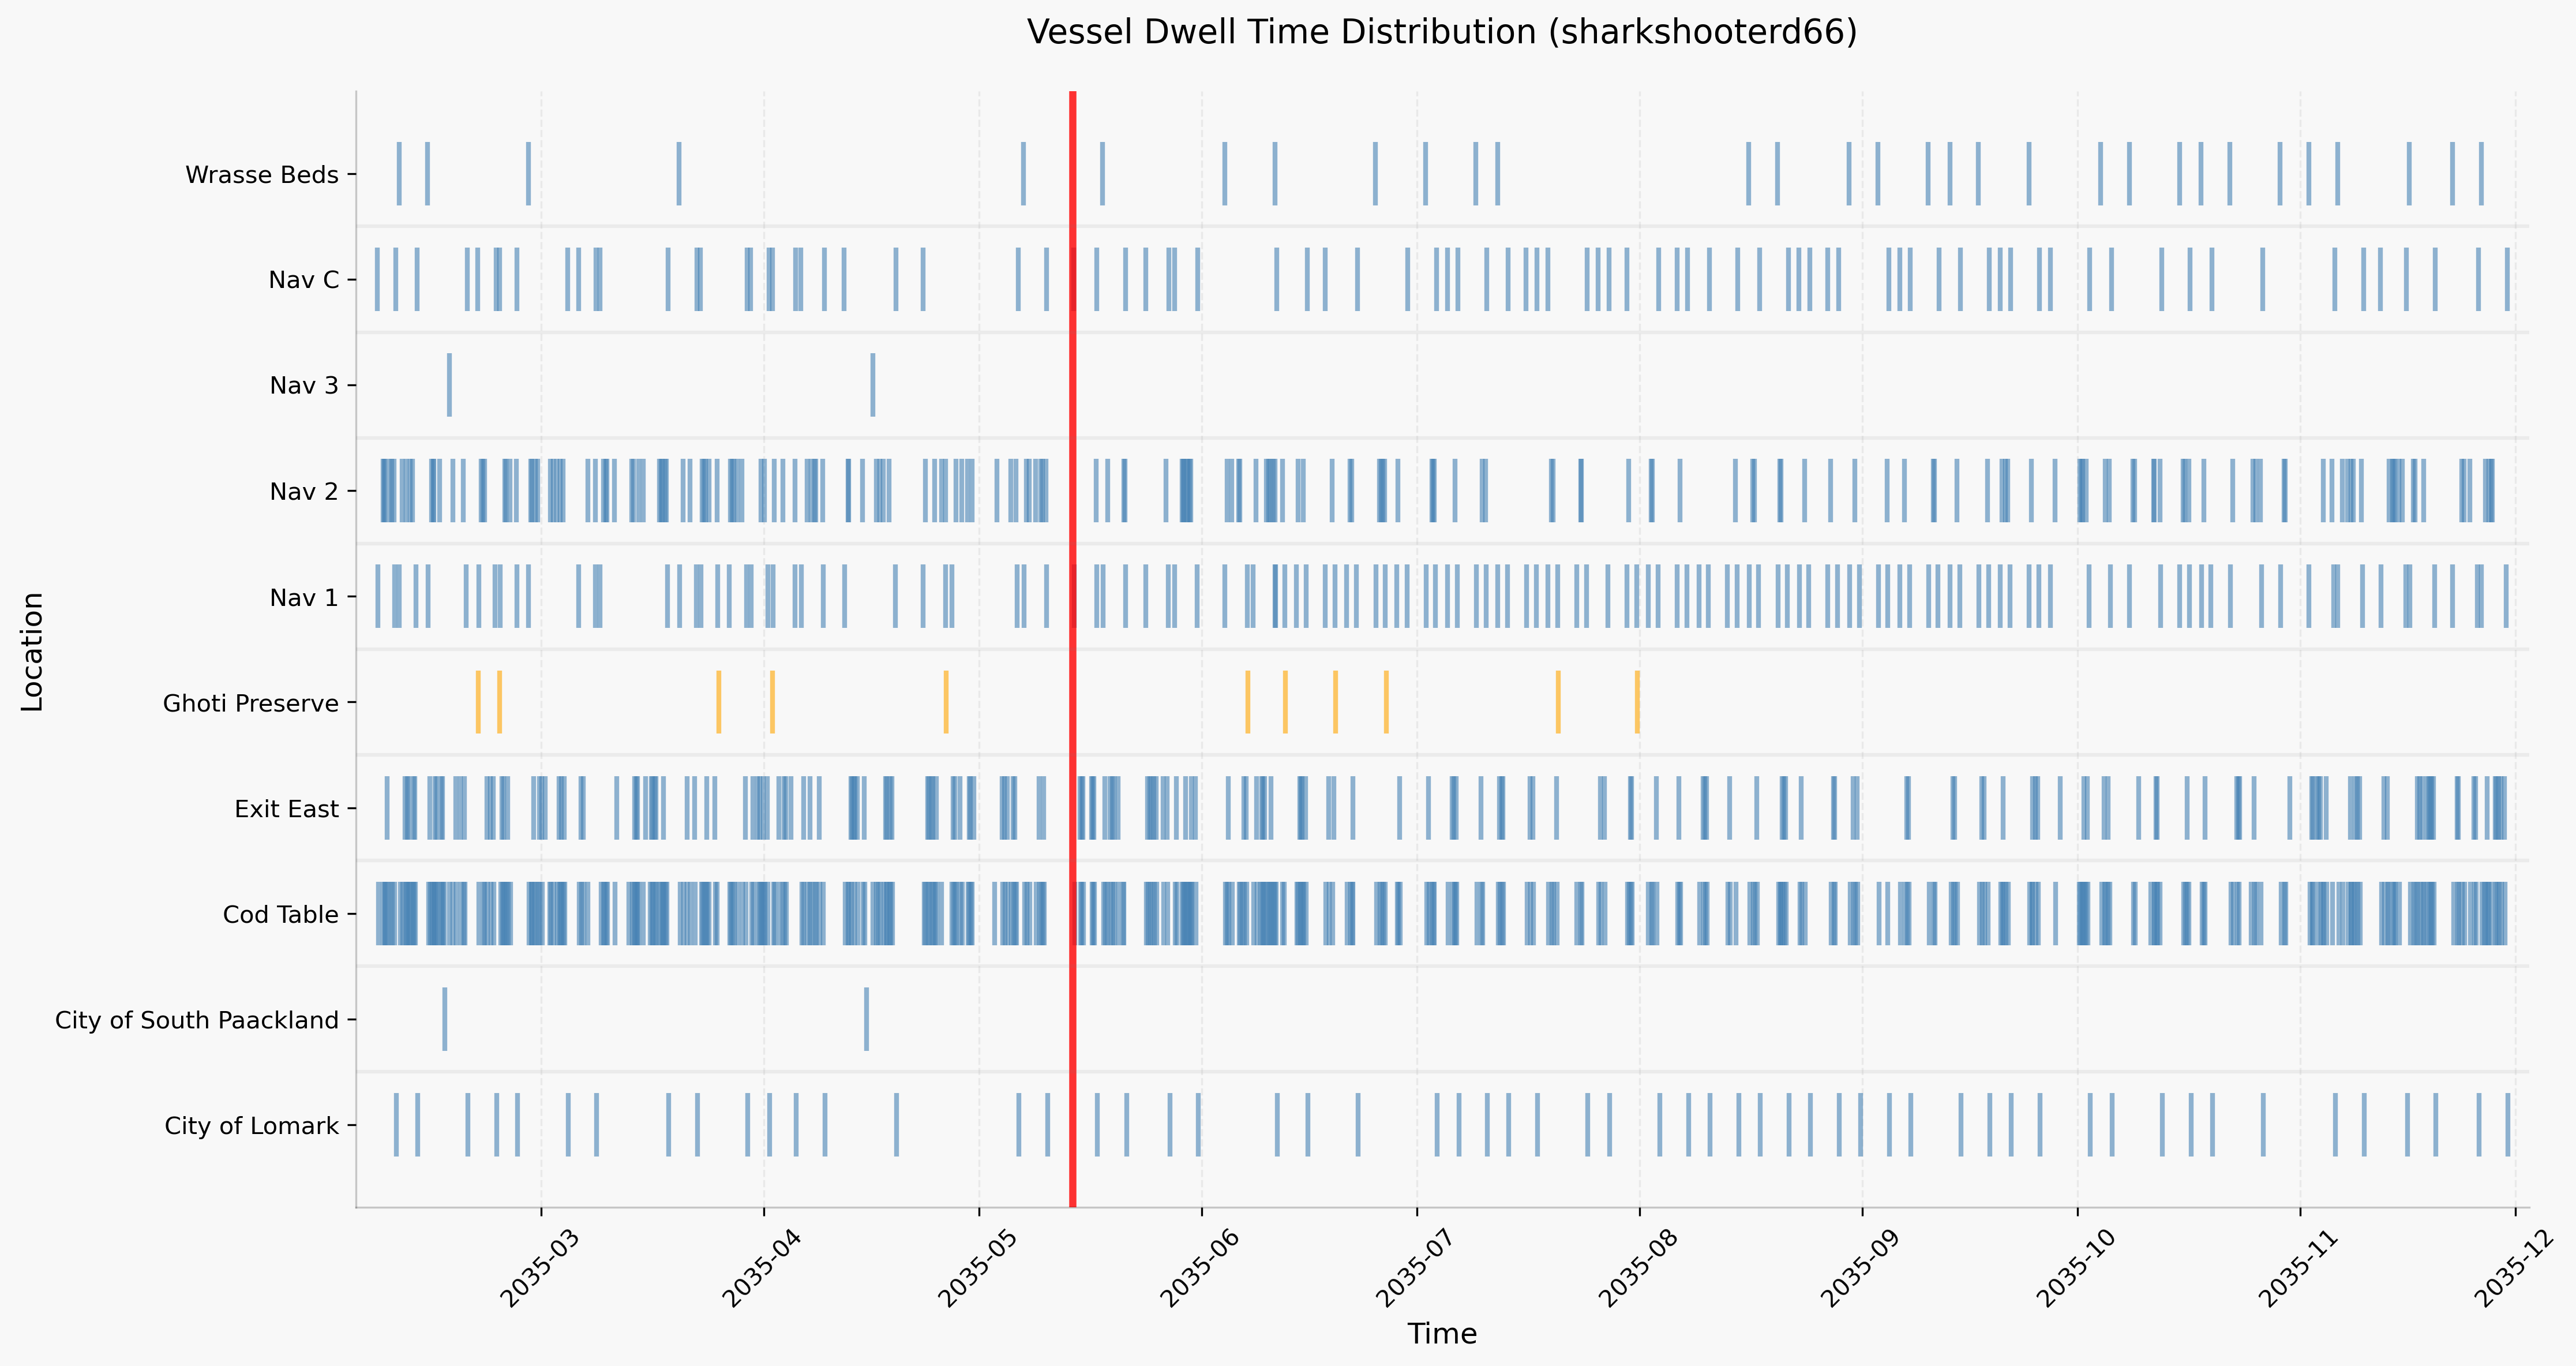 Vessel Dwell Time Distribution (sharkshooterd66)
Location
Wrasse Beds
Nav C
Nav 3
Nav 2
Nav 1
Ghoti Preserve
Exit East
Cod Table
City of South Paackland
City of Lomark
2035-03
2035-04
2035-05
2035-06
2035-07
2035-08
2035-09
2035-10
2035-11
2035-12
Time